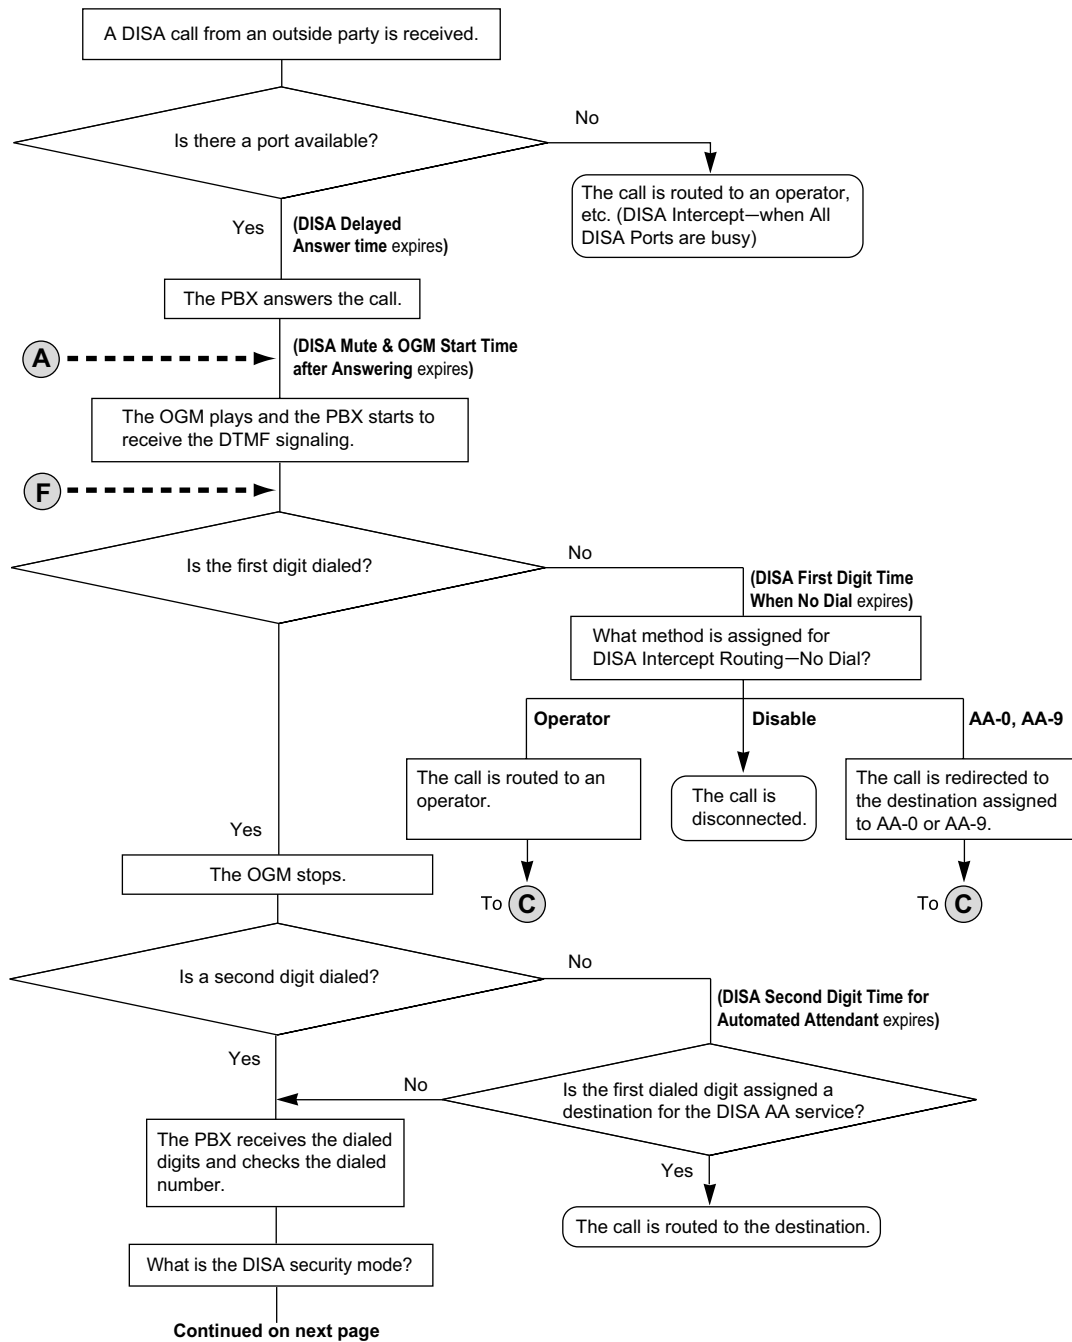 A DISA call from an outside party is received.
Is there a port available?
No
The call is routed to an operator,
etc. (DISA Intercept—when All
DISA Ports are busy)
Yes
(DISA Delayed
Answer time expires)
The PBX answers the call.
A
(DISA Mute & OGM Start Time
after Answering expires)
The OGM plays and the PBX starts to
receive the DTMF signaling.
F
Is the first digit dialed?
No
(DISA First Digit Time
When No Dial expires)
What method is assigned for
DISA Intercept Routing—No Dial?
Operator
Disable
AA-0, AA-9
The call is routed to an
operator.
The call is
disconnected.
The call is redirected to
the destination assigned
to AA-0 or AA-9.
Yes
The OGM stops.
To C
To C
Is a second digit dialed?
No
(DISA Second Digit Time for
Automated Attendant expires)
Yes
No
Is the first dialed digit assigned a
destination for the DISA AA service?
The PBX receives the dialed
digits and checks the dialed
number.
Yes
The call is routed to the destination.
What is the DISA security mode?
Continued on next page